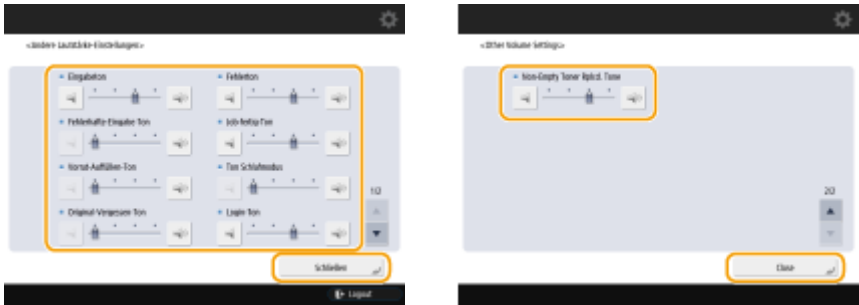 <Andere Lautstärke-Einstellungen>
Eingabeton
Fehlerton
Fehlerhafte-Eingabe-Ton
Job-fertig-Ton
Vorrat-Auffüllen-Ton
Ton Schlafmodus
Original-Vergessen-Ton
Login-Ton
1/2
Schließen
Logout
<Other Volume Settings>
Non-Empty Toner Rplcd. Tone
2/2
Close